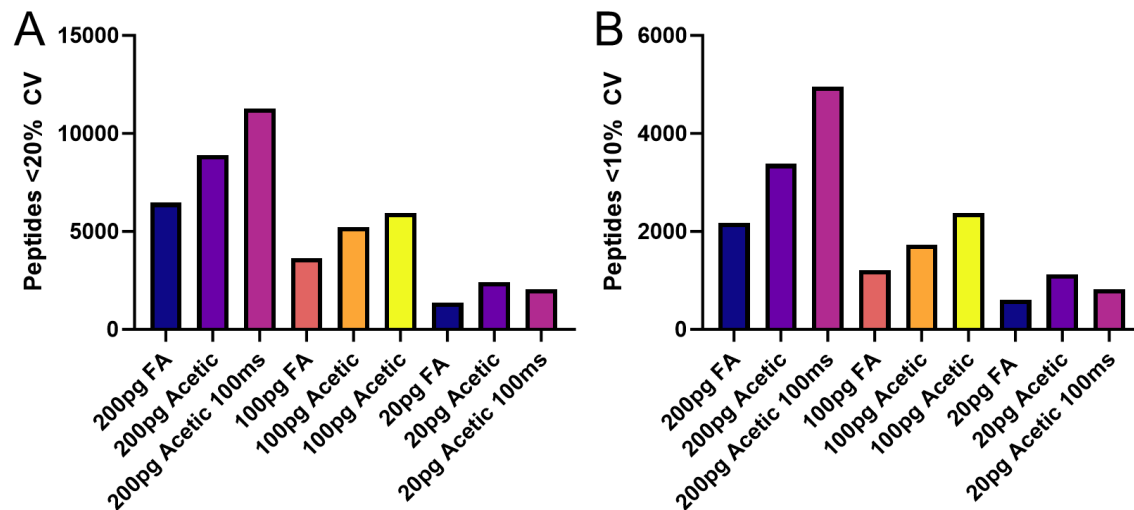 A
Peptides <20% CV
15000
10000
5000
0
200pg FA
200pg Acetic
200pg Acetic 100ms
100pg FA
100pg Acetic
100pg Acetic
20pg FA
20pg Acetic
20pg Acetic 100ms
B
Peptides <10% CV
6000
4000
2000
0
200pg FA
200pg Acetic
200pg Acetic 100ms
100pg FA
100pg Acetic
100pg Acetic
20pg FA
20pg Acetic
20pg Acetic 100ms